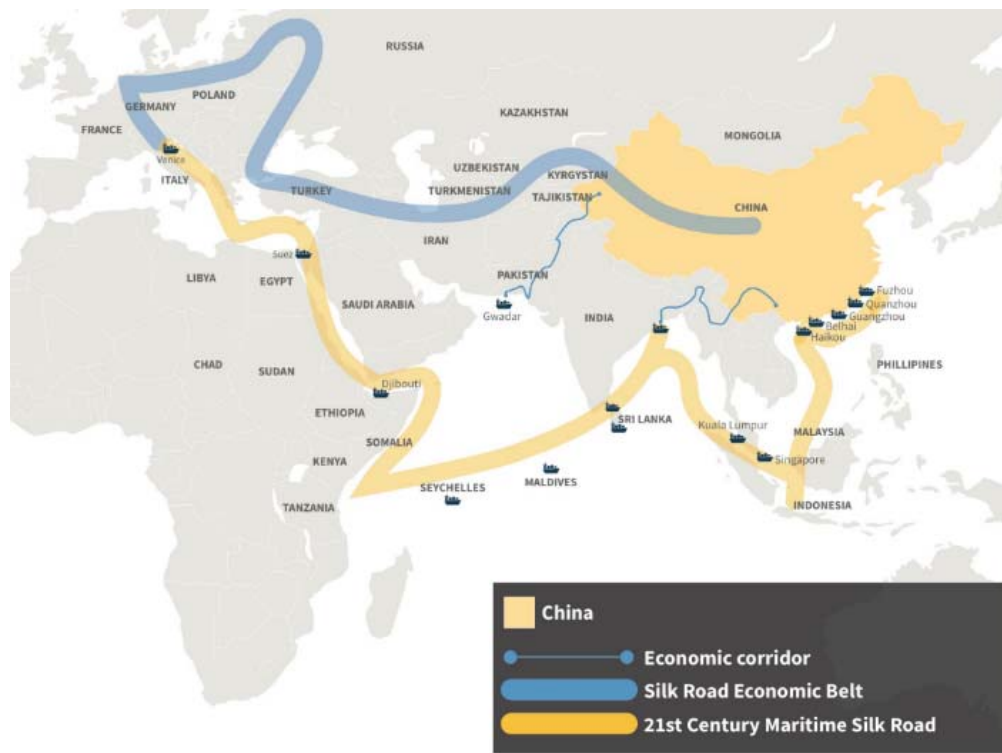 RUSSIA
POLAND
GERMANY
FRANCE
KAZAKHSTAN
MONGOLIA
Venice
ITALY
UZBEKISTAN
KYRGYSTAN
TURKEY
TURKMENISTAN
TAJIKISTAN
CHINA
IRAN
Suez
LIBYA
EGYPT
PAKISTAN
SAUDI ARABIA
Gwadar
INDIA
Fuzhou
Quanzhou
Guangzhou
Belhai
Haikou
CHAD
SUDAN
PHILLIPINES
Djibouti
ETHIOPIA
SRI LANKA
Kuala Lumpur
MALAYSIA
SOMALIA
KENYA
Singapore
MALDIVES
SEYCHELLES
TANZANIA
INDONESIA
China
Economic corridor
Silk Road Economic Belt
21st Century Maritime Silk Road